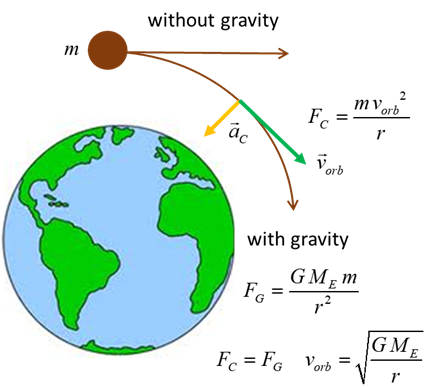 without gravity
m
F_C = \frac{m v_{orb}^2}{r}
\vec{a}_C
\vec{v}_{orb}
with gravity
F_G = \frac{G M_E m}{r^2}
F_C = F_G   v_{orb} = \sqrt{\frac{G M_E}{r}}